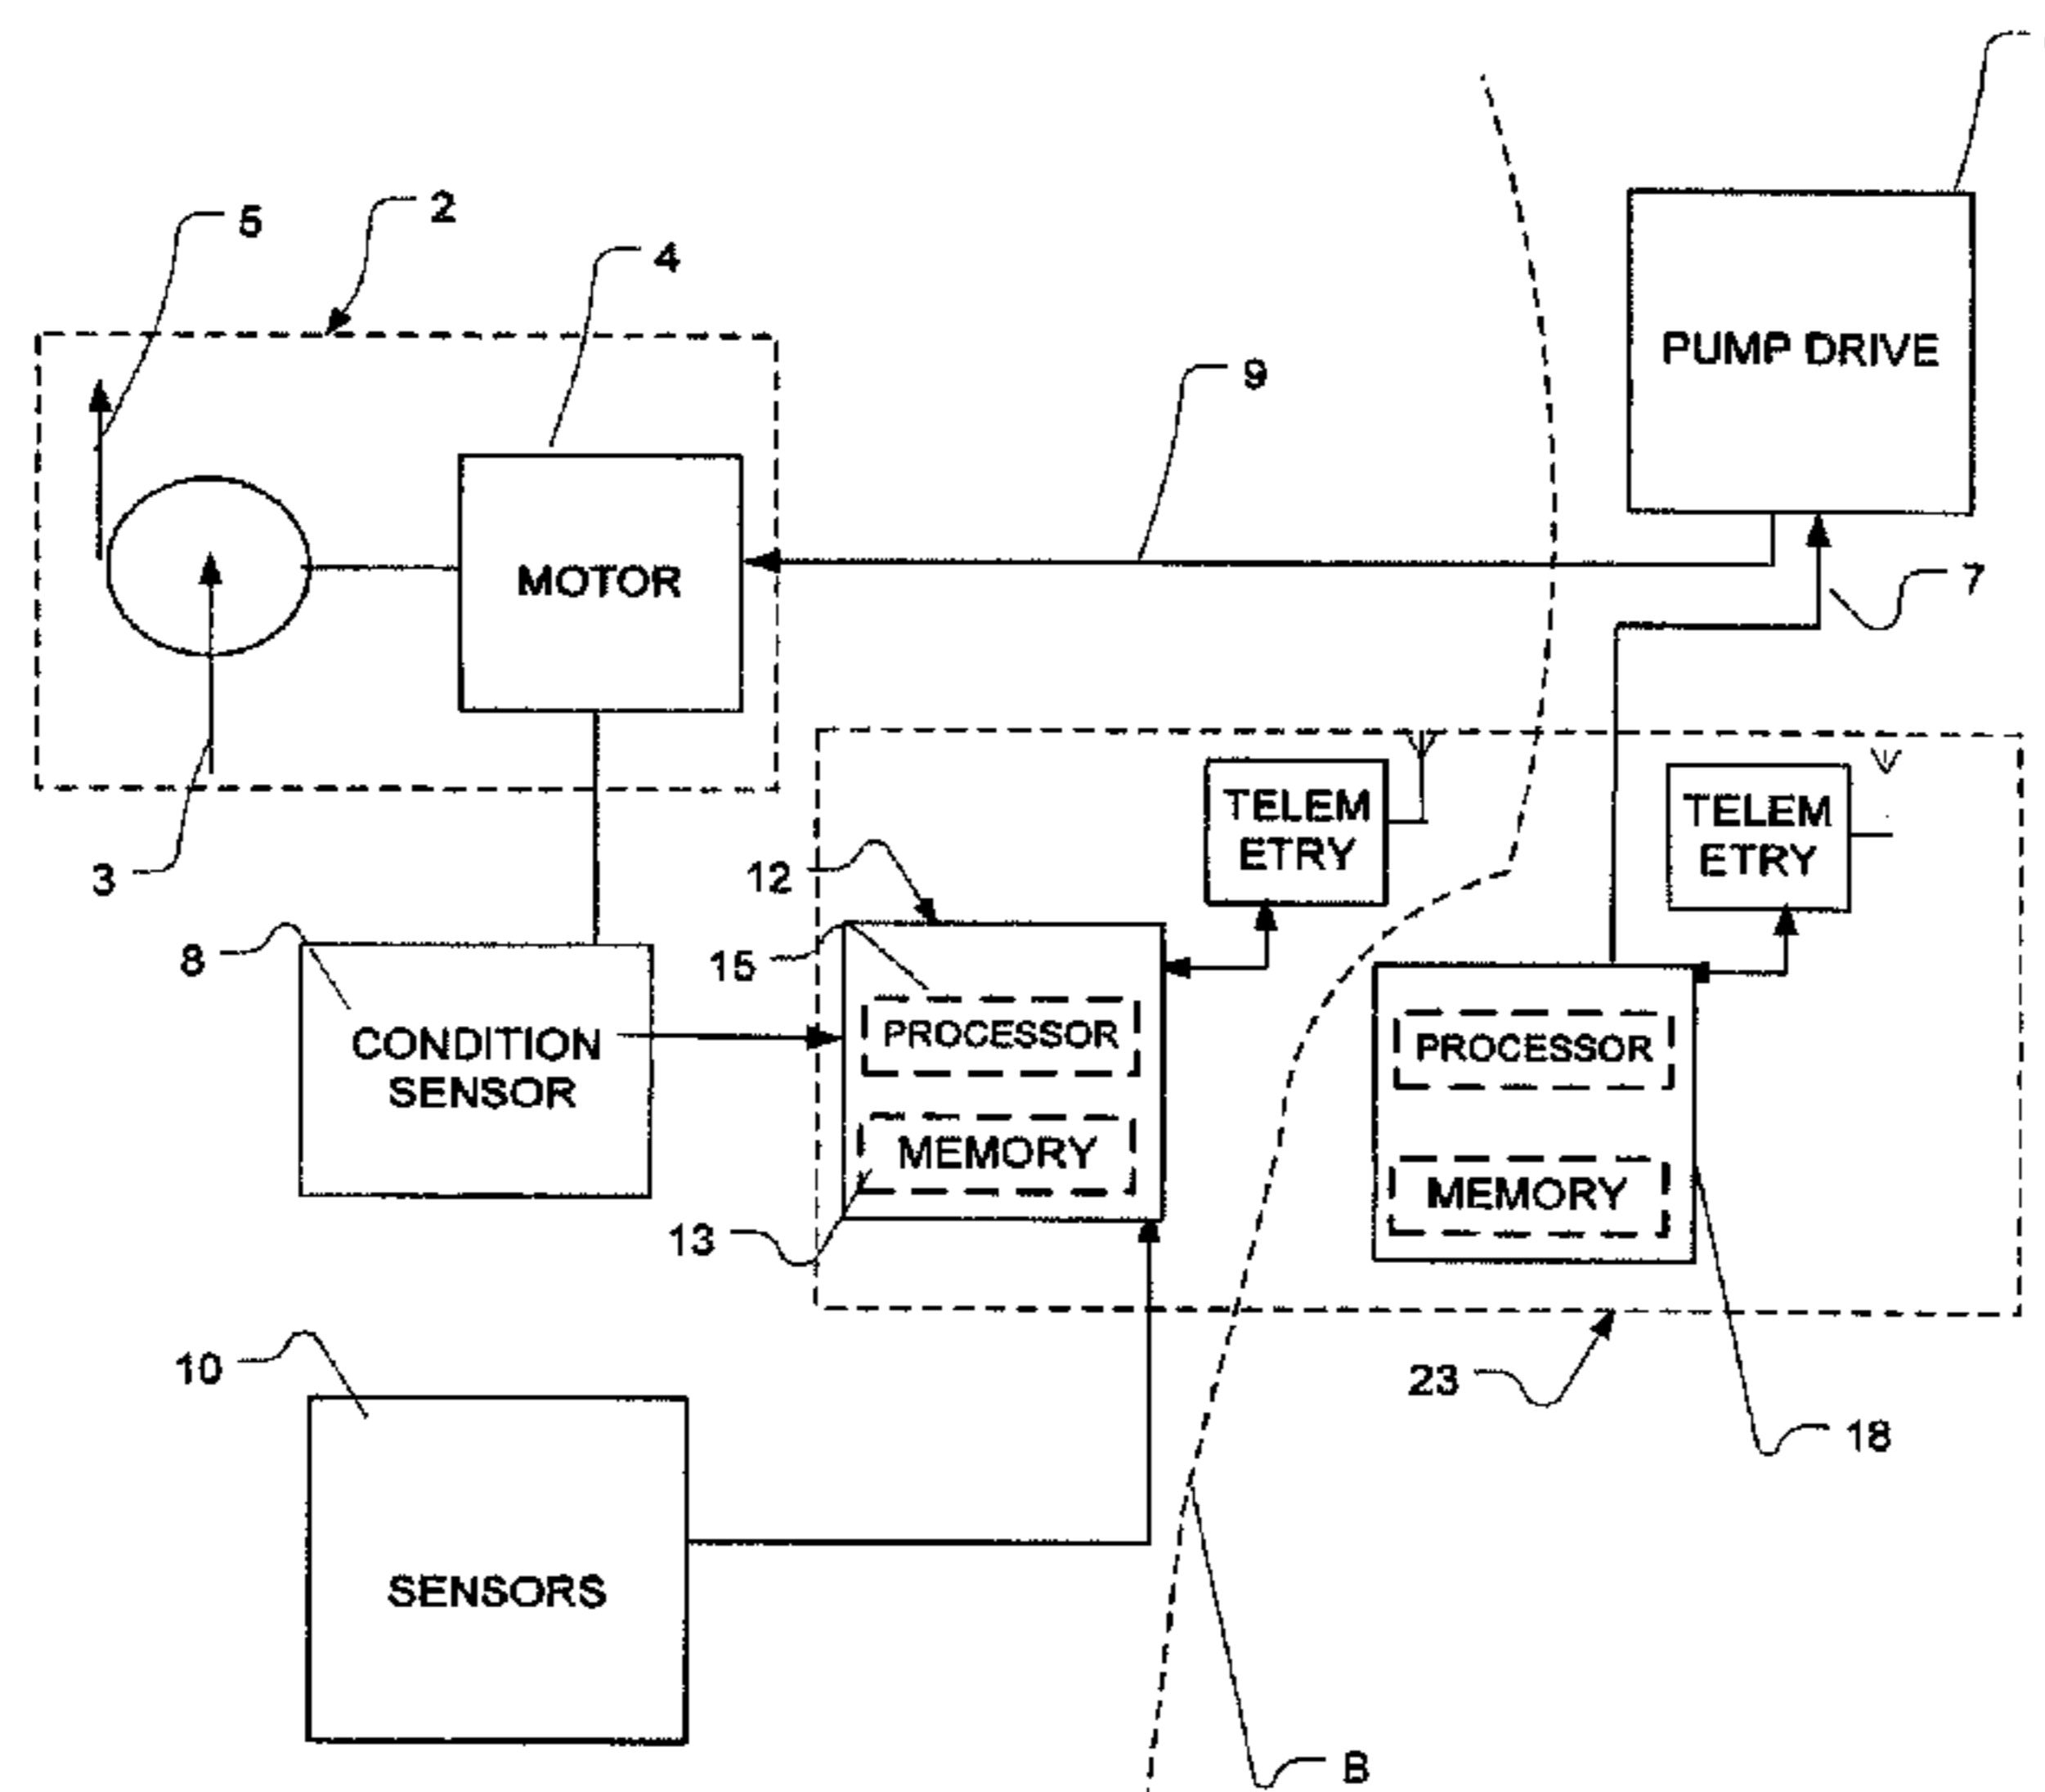 5
2
4
PUMP DRIVE
9
MOTOR
7
TELEM
ETRY
TELEM
ETRY
3
12
8
15
CONDITION
SENSOR
PROCESSOR
PROCESSOR
MEMORY
MEMORY
13
10
23
18
SENSORS
B